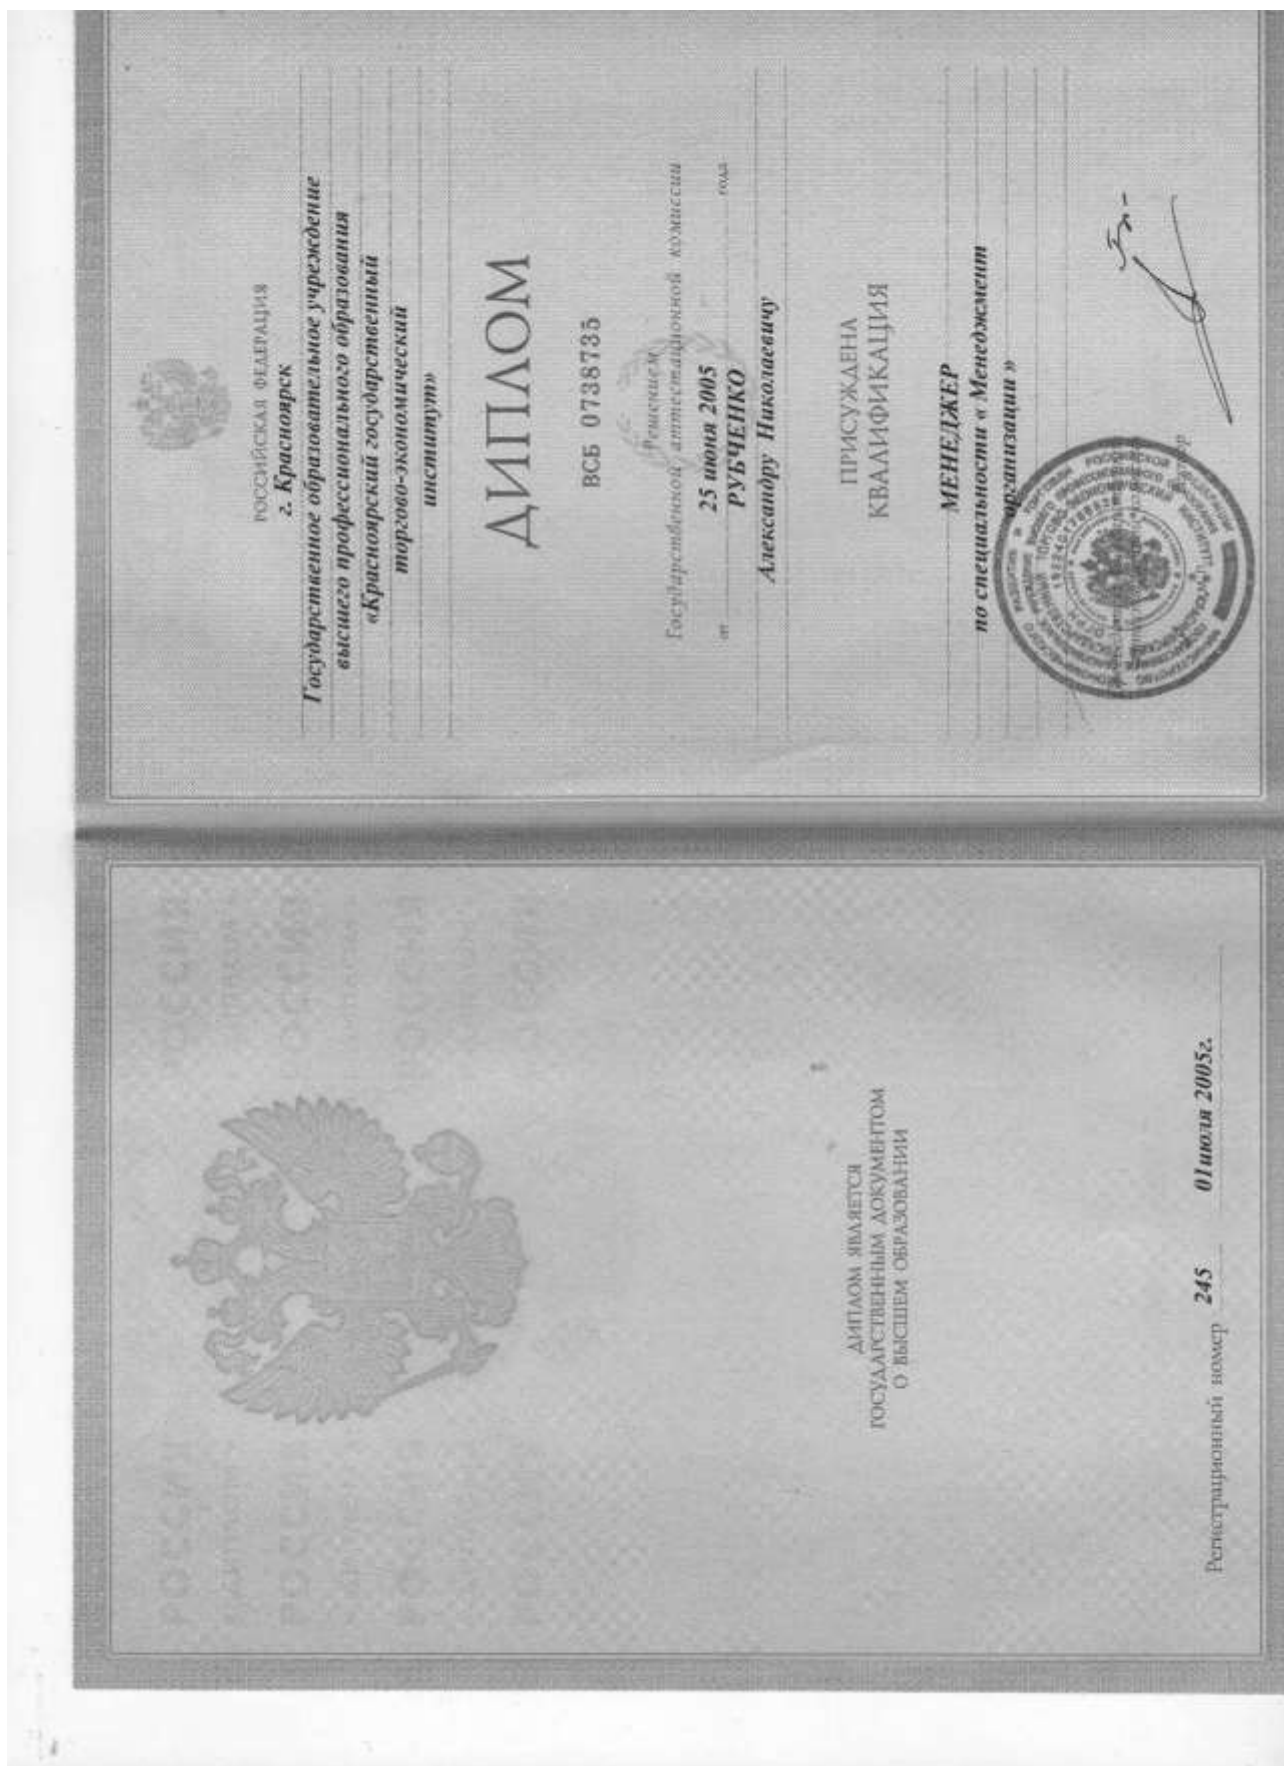 ДИПЛОМ ЯВЛЯЕТСЯ
ГОСУДАРСТВЕННЫМ ДОКУМЕНТОМ
О ВЫСШЕМ ОБРАЗОВАНИИ
Регистрационный номер 245 01 июля 2005г.
РОССИЙСКАЯ ФЕДЕРАЦИЯ
г. Красноярск
Государственное образовательное учреждение
высшего профессионального образования
«Красноярский государственный
торгово-экономический
институт»
ДИПЛОМ
ВСБ 0738735
Решением
Государственной аттестационной комиссии
от 25 июня 2005 года
РУБЧЕНКО
Александру Николаевичу
ПРИСУЖДЕНА
КВАЛИФИКАЦИЯ
МЕНЕДЖЕР
по специальности « Менеджмент
организации »